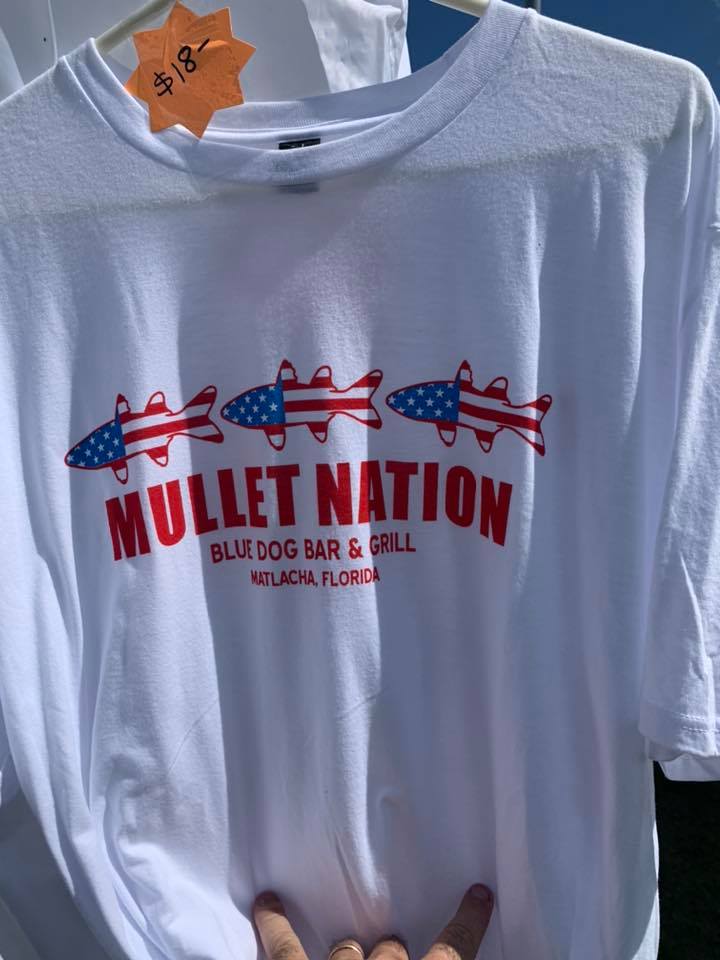 $18-
MULLET NATION
BLUE DOG BAR & GRILL
MATLACHA, FLORIDA